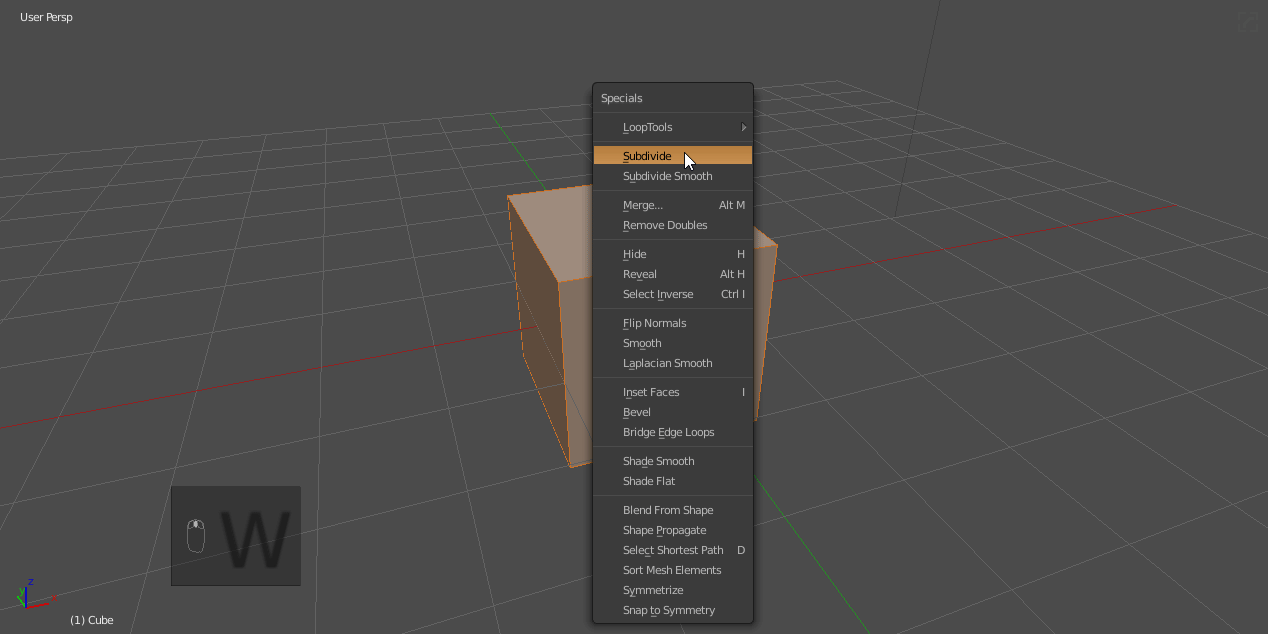 User Persp
Specials
LoopTools
Subdivide
Subdivide Smooth
Merge... Alt M
Remove Doubles
Hide H
Reveal Alt H
Select Inverse Ctrl I
Flip Normals
Smooth
Laplacian Smooth
Inset Faces I
Bevel
Bridge Edge Loops
Shade Smooth
Shade Flat
Blend From Shape
Shape Propagate
Select Shortest Path D
Sort Mesh Elements
Symmetrize
Snap to Symmetry
W
z
y
x
(1) Cube